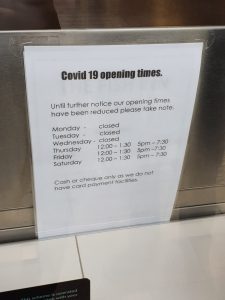 Covid 19 opening times.
Until further notice our opening times
have been reduced please take note.
Monday - closed
Tuesday - closed
Wednesday - closed
Thursday 12:00 – 1:30 5pm – 7:30
Friday 12:00 – 1:30 5pm – 7:30
Saturday 12:00 – 1:30 5pm – 7:30
Cash or cheque only as we do not
have card payment facilities.